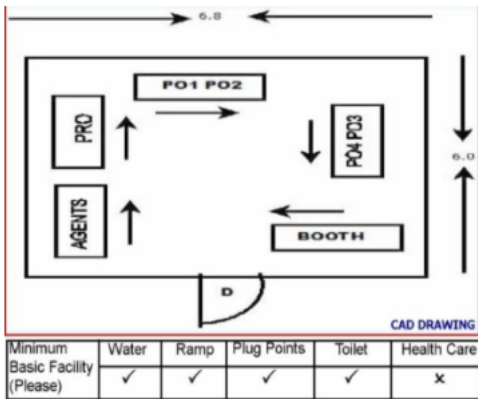 6.8
PO1 PO2
PRO
PO4 PO3
6.0
AGENTS
BOOTH
D
CAD DRAWING
Minimum Basic Facility (Please) Water Ramp Plug Points Toilet Health Care
✓ ✓ ✓ ✓ x